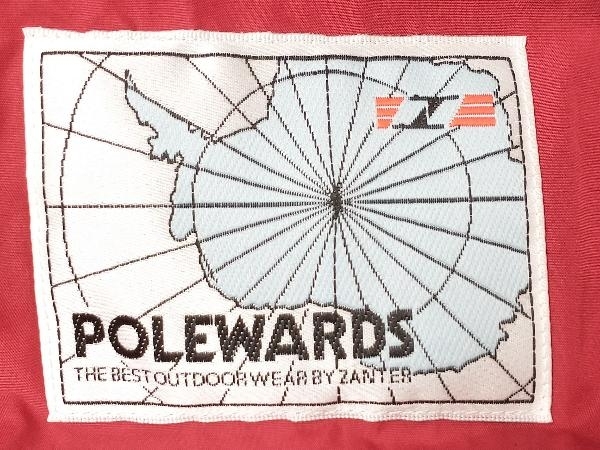 POLEWARDS
THE BEST OUTDOOR WEAR BY ZANTER